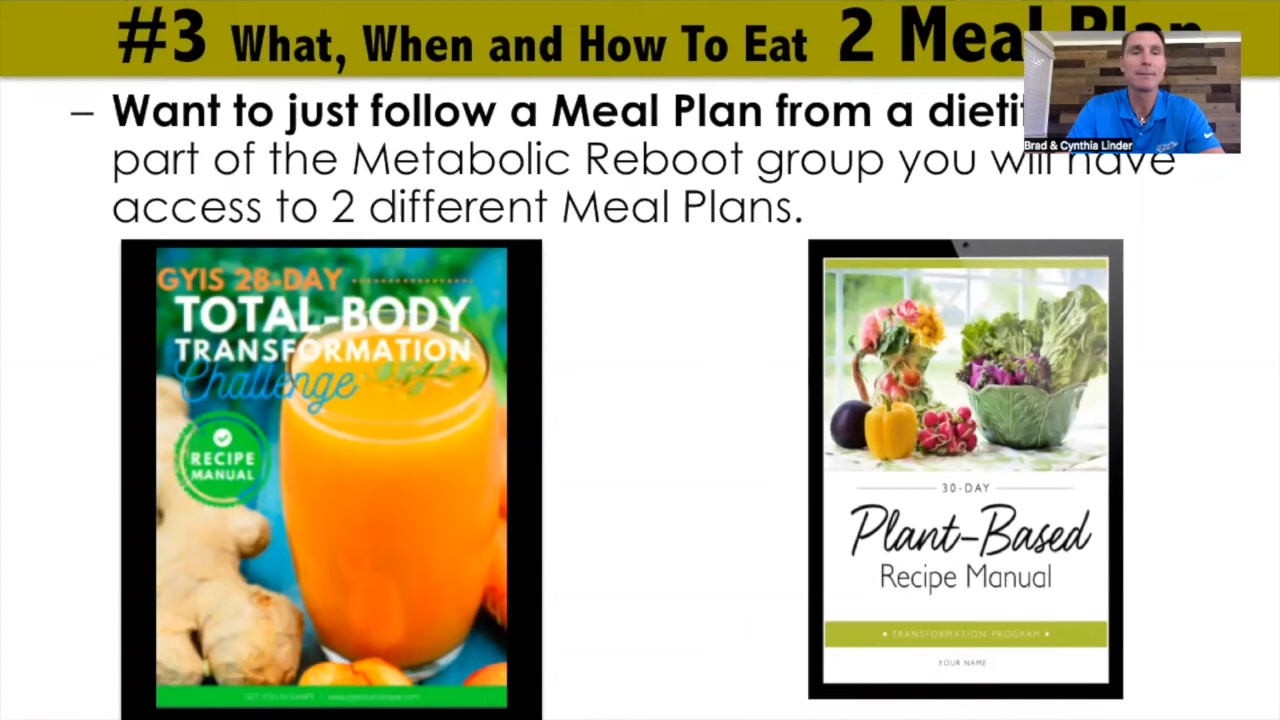 #3 What, When and How To Eat 2 Meal Plan
– Want to just follow a Meal Plan from a
part of the Metabolic Reboot group you will have
access to 2 different Meal Plans.
Brad & Cynthia Linder
GYIS 28-DAY
TOTAL-BODY
TRANSFORMATION
Challenge
RECIPE
MANUAL
30-DAY
Plant-Based
Recipe Manual
• TRANSFORMATION PROGRAM •
YOUR NAME